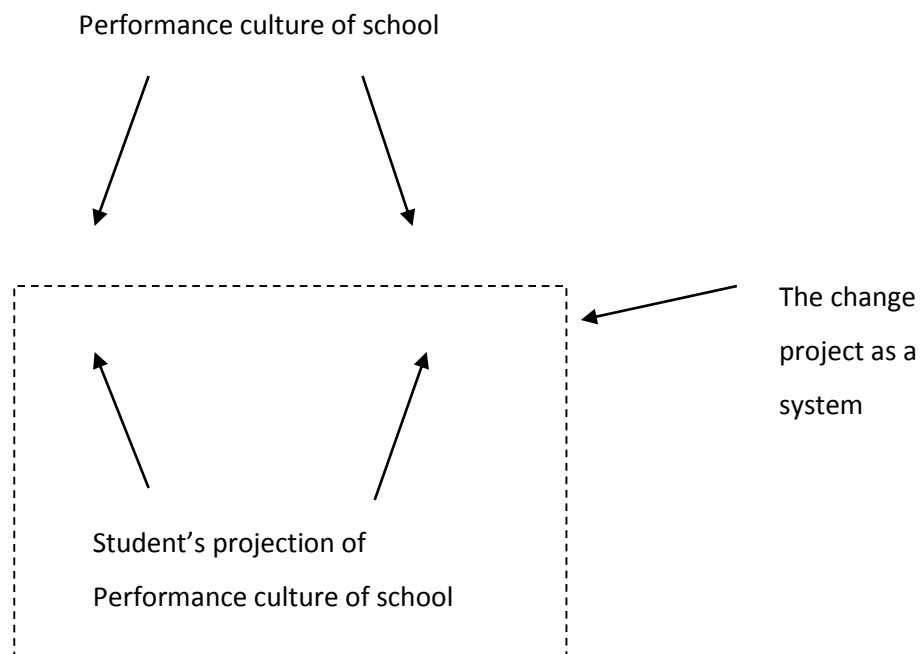 Performance culture of school
The change
project as a
system
Student’s projection of
Performance culture of school